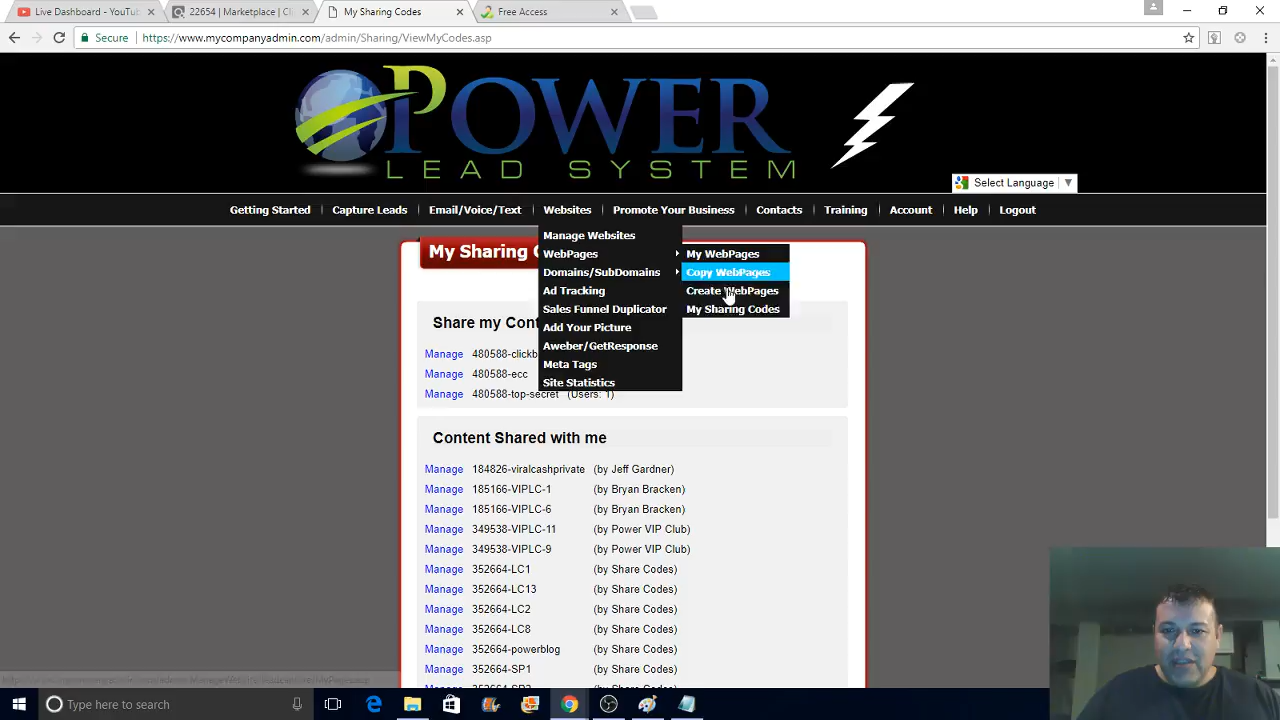 Live Dashboard - YouTu
22654 | Marketplace | Cli
My Sharing Codes
Free Access
Secure
https://www.mycompanyadmin.com/admin/Sharing/ViewMyCodes.asp
POWER
LEAD SYSTEM
Select Language
Getting Started
Capture Leads
Email/Voice/Text
Websites
Promote Your Business
Contacts
Training
Account
Help
Logout
My Sharing
Manage Websites
WebPages
Domains/SubDomains
Ad Tracking
Sales Funnel Duplicator
Add Your Picture
Aweber/GetResponse
Meta Tags
Site Statistics
My WebPages
Copy WebPages
Create WebPages
My Sharing Codes
Share my Con
Manage 480588-clickb
Manage 480588-ecc
Manage 480588-top-secret (Users: 1)
Content Shared with me
Manage 184826-viralcashprivate (by Jeff Gardner)
Manage 185166-VIPLC-1 (by Bryan Bracken)
Manage 185166-VIPLC-6 (by Bryan Bracken)
Manage 349538-VIPLC-11 (by Power VIP Club)
Manage 349538-VIPLC-9 (by Power VIP Club)
Manage 352664-LC1 (by Share Codes)
Manage 352664-LC13 (by Share Codes)
Manage 352664-LC2 (by Share Codes)
Manage 352664-LC8 (by Share Codes)
Manage 352664-powerblog (by Share Codes)
Manage 352664-SP1 (by Share Codes)
Type here to search